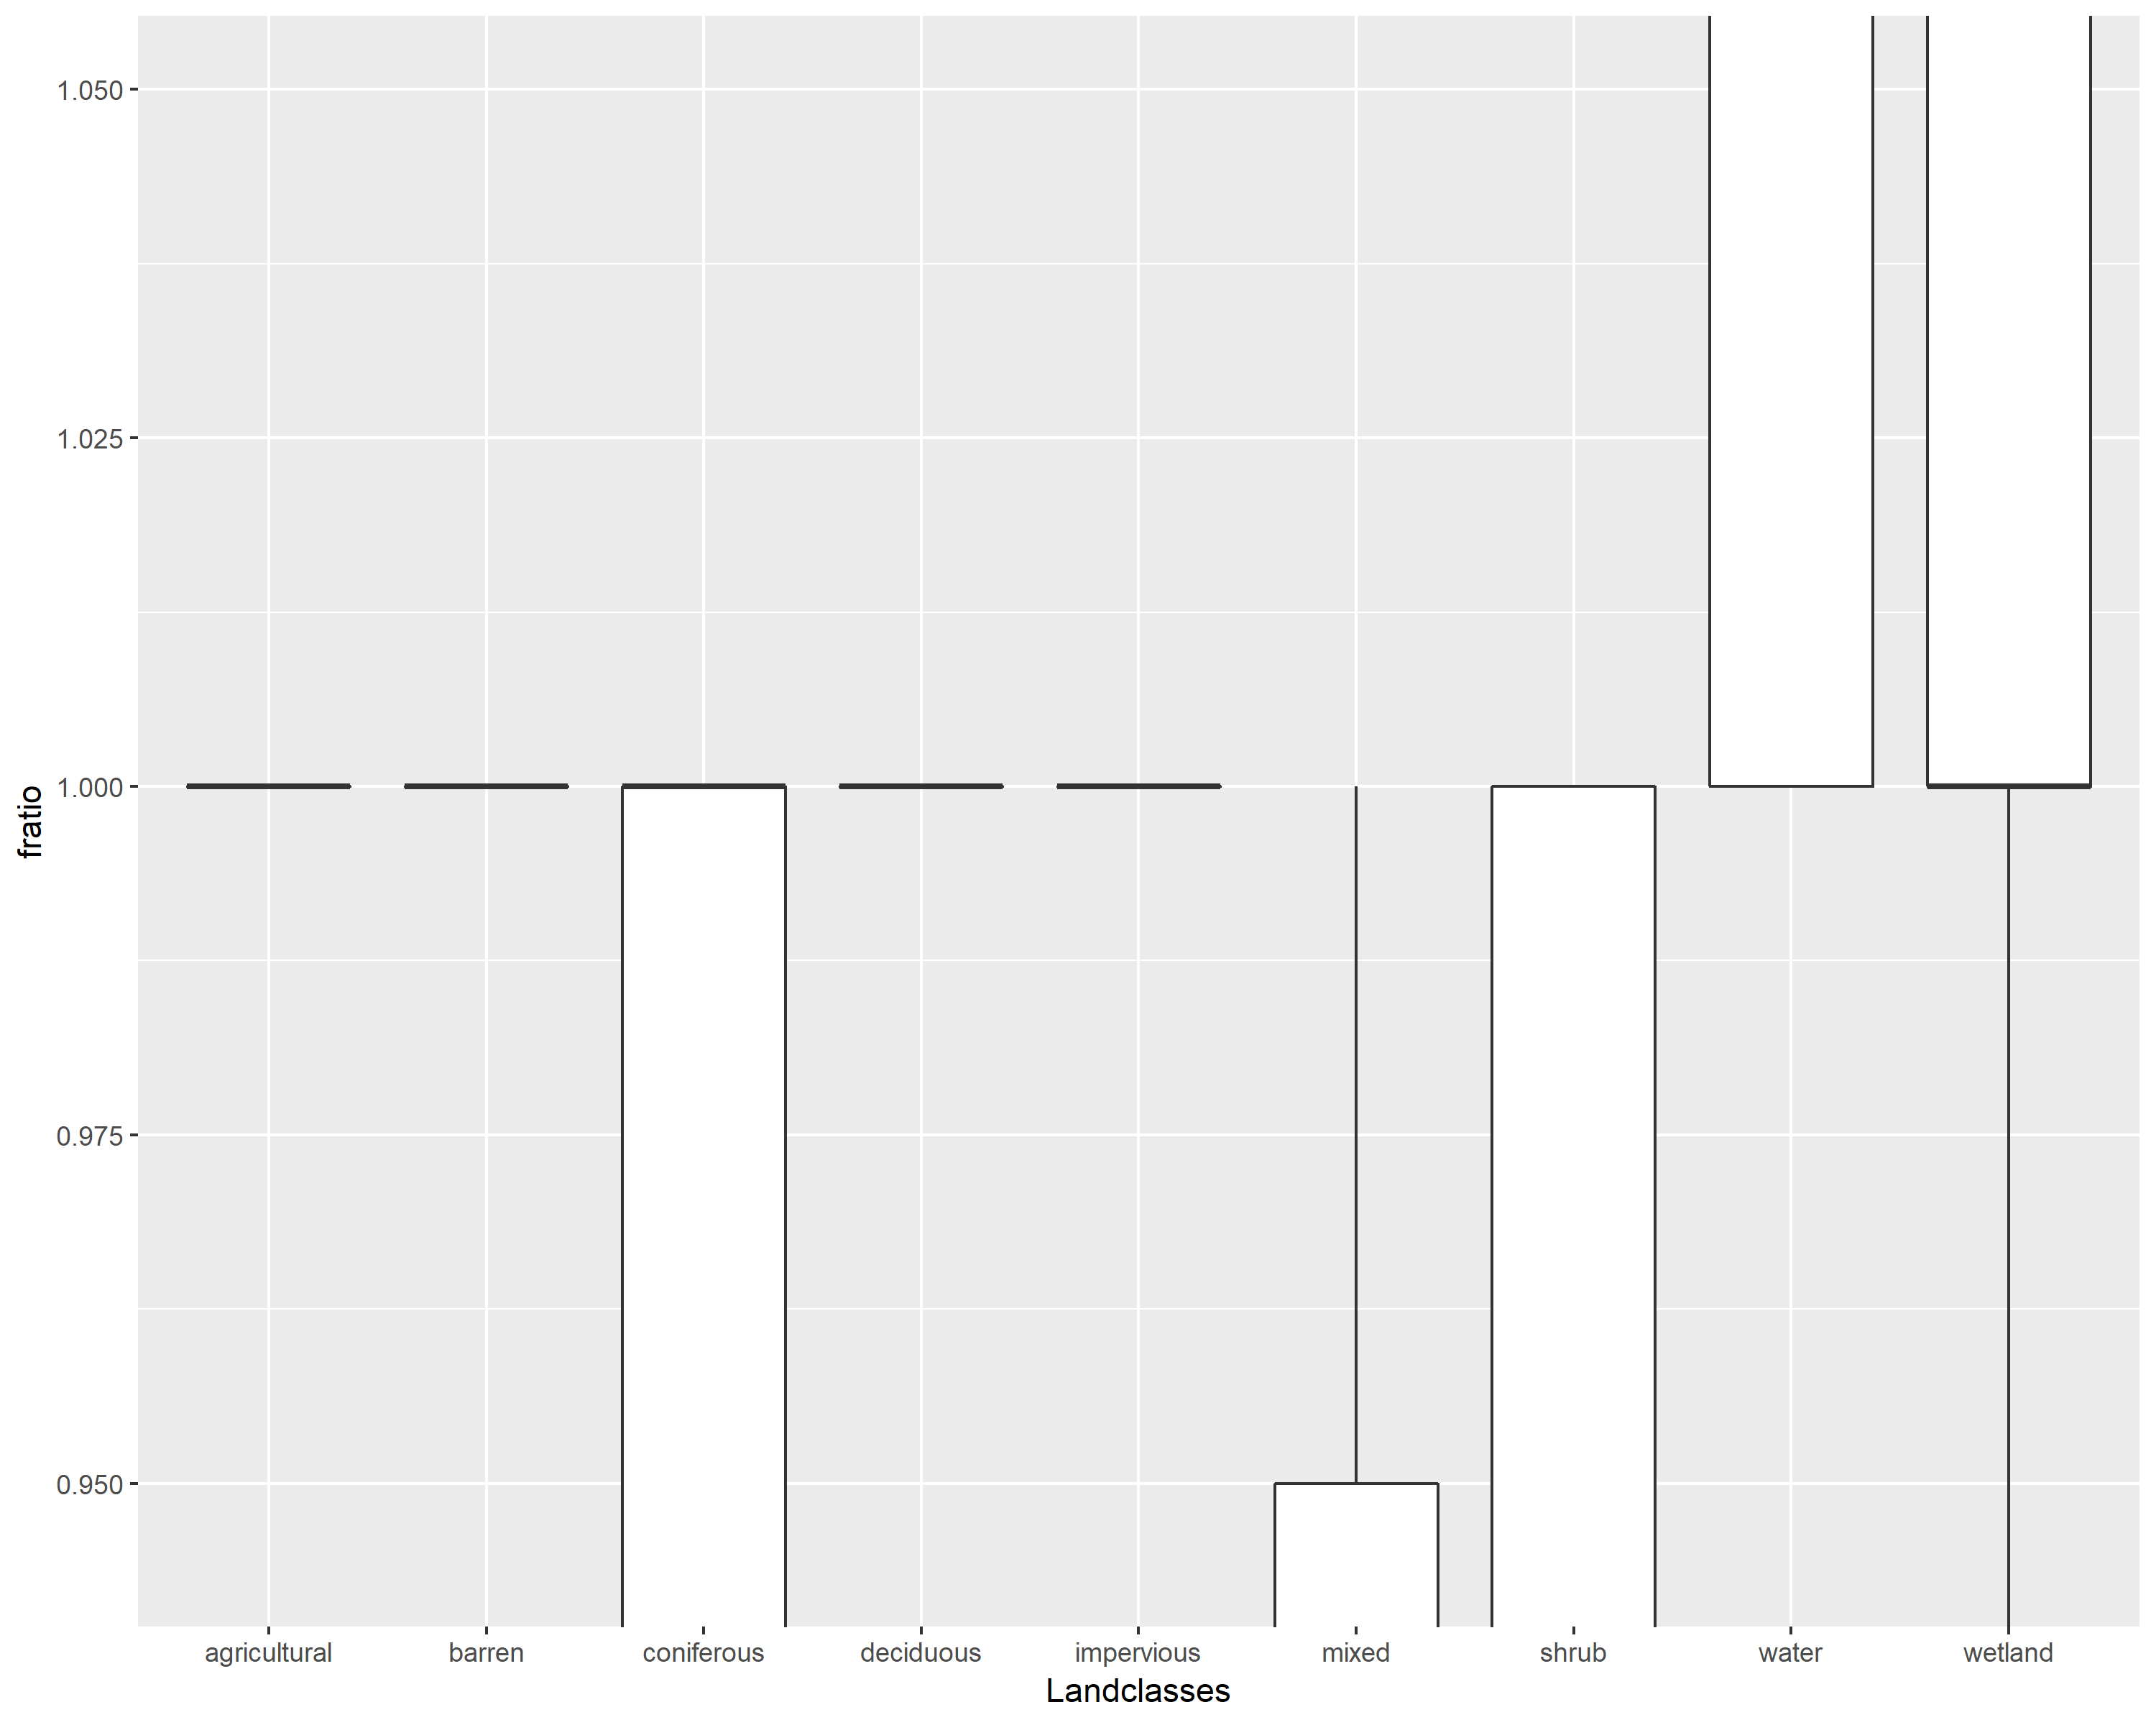 1.050
1.025
1.000
0.975
0.950
fratio
agricultural barren coniferous deciduous impervious mixed shrub water wetland
Landclasses